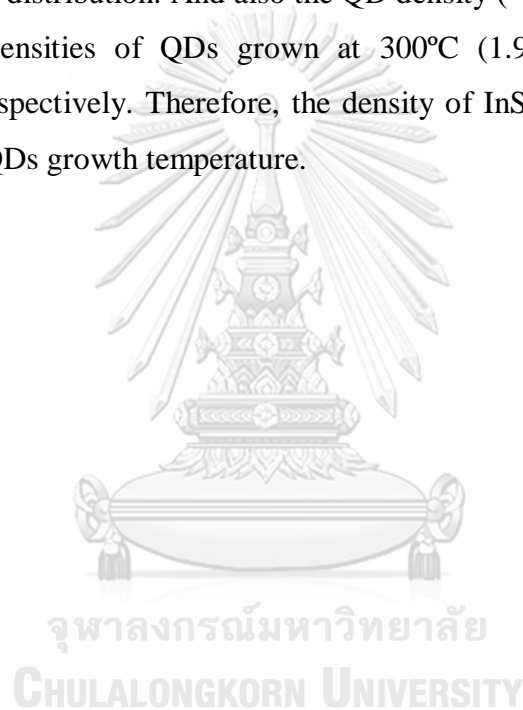 distribution. And also the QD density (
ensities of QDs grown at 300ºC (1.9
spectively. Therefore, the density of InS
QDs growth temperature.
จุฬาลงกรณ์มหาวิทยาลัย
CHULALONGKORN UNIVERSITY